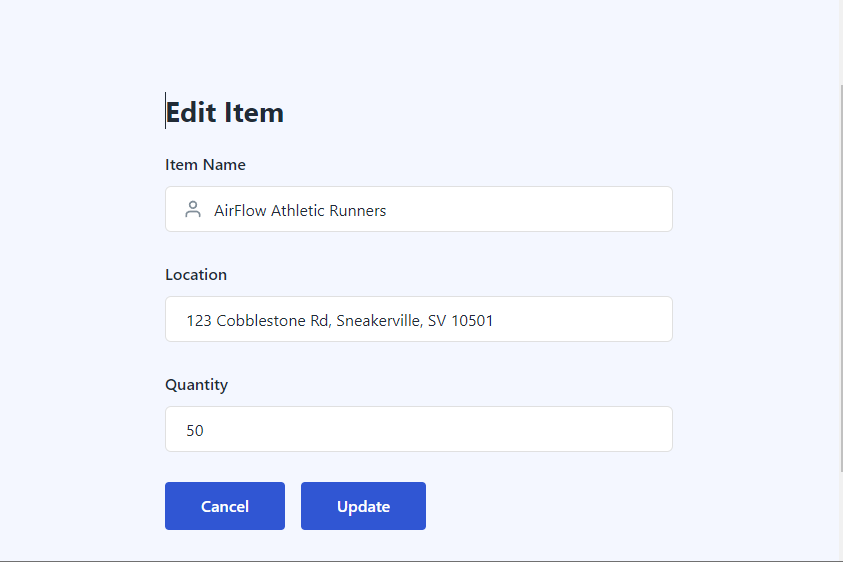 Edit Item
Item Name
AirFlow Athletic Runners
Location
123 Cobblestone Rd, Sneakerville, SV 10501
Quantity
50
Cancel Update